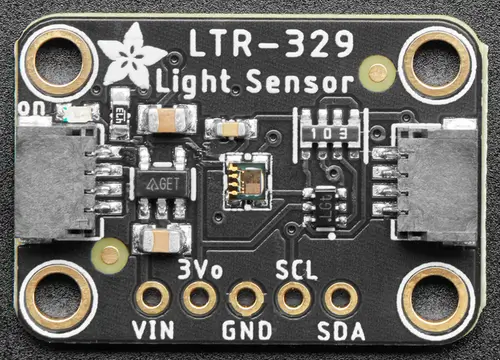 LTR-329
Light Sensor
on
103
GET
3Vo
SCL
VIN
GND
SDA